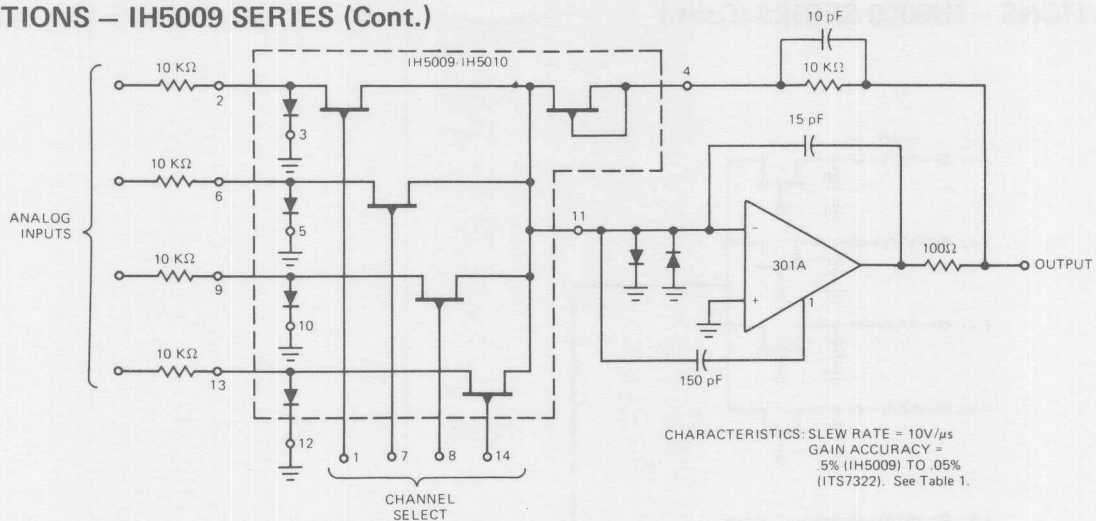 TIONS – IH5009 SERIES (Cont.)
10 pF
IH5009/IH5010
10 KΩ
2
4
10 KΩ
3
15 pF
10 KΩ
6
5
ANALOG
INPUTS
11
−
301A
100Ω
OUTPUT
+
1
10 KΩ
9
10
150 pF
10 KΩ
13
12
1
7
8
14
CHANNEL
SELECT
CHARACTERISTICS: SLEW RATE = 10V/μs
GAIN ACCURACY =
.5% (IH5009) TO .05%
(ITS7322). See Table 1.